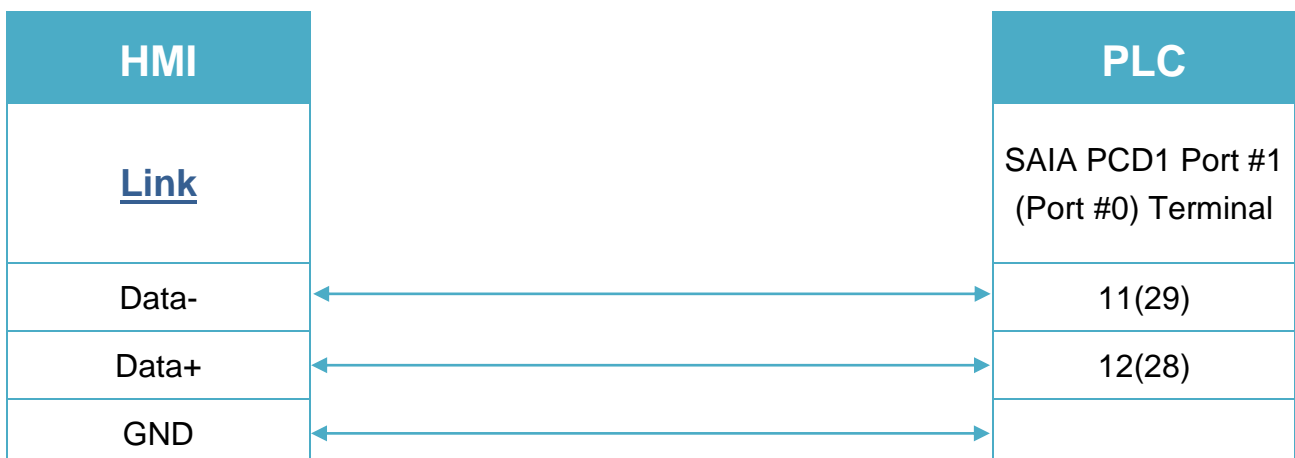 HMI
PLC
Link
SAIA PCD1 Port #1
(Port #0) Terminal
Data-
11(29)
Data+
12(28)
GND